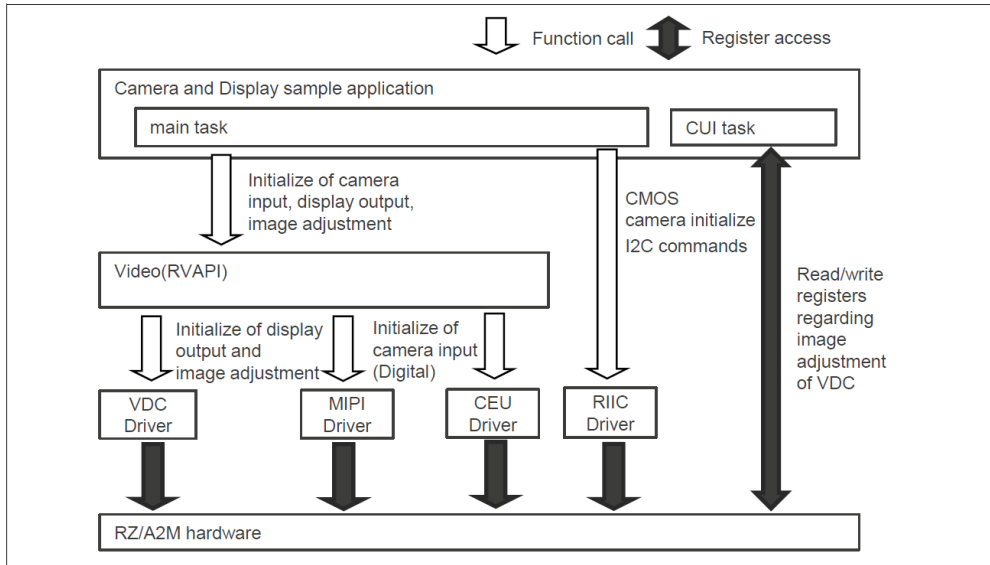 Function call
Register access
Camera and Display sample application
main task
CUI task
Initialize of camera
input, display output,
image adjustment
CMOS
camera initialize
I2C commands
Video(RVAPI)
Read/write
registers
regarding
image
adjustment
of VDC
Initialize of display
output and
image adjustment
Initialize of
camera input
(Digital)
VDC
Driver
MIPI
Driver
CEU
Driver
RIIC
Driver
RZ/A2M hardware